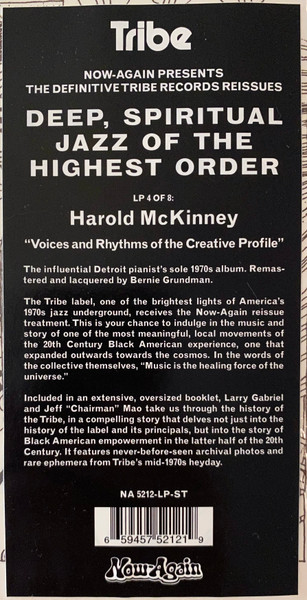 Tribe
NOW-AGAIN PRESENTS
THE DEFINITIVE TRIBE RECORDS REISSUES
DEEP, SPIRITUAL
JAZZ OF THE
HIGHEST ORDER
LP 4 OF 8:
Harold McKinney
“Voices and Rhythms of the Creative Profile”
The influential Detroit pianist’s sole 1970s album. Remas-
tered and lacquered by Bernie Grundman.
The Tribe label, one of the brightest lights of America’s
1970s jazz underground, receives the Now-Again reissue
treatment. This is your chance to indulge in the music and
story of one of the most meaningful, local movements of
the 20th Century Black American experience, one that
expanded outwards towards the cosmos. In the words of
the collective themselves, “Music is the healing force of the
universe.”
Included in an extensive, oversized booklet, Larry Gabriel
and Jeff “Chairman” Mao take us through the history of
the Tribe, in a compelling story that delves not just into the
history of the label and its principals, but into the story of
Black American empowerment in the latter half of the 20th
Century. It features never-before-seen archival photos and
rare ephemera from Tribe’s mid-1970s heyday.
NA 5212-LP-ST
6 59457 52121 9
Now-Again